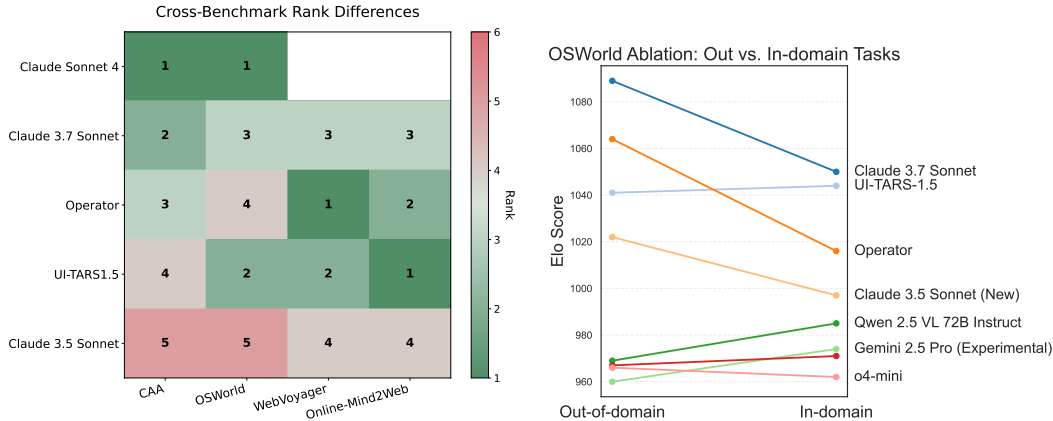 Cross-Benchmark Rank Differences
Claude Sonnet 4
1 1
Claude 3.7 Sonnet
2 3 3 3
Operator
3 4 1 2
UI-TARS1.5
4 2 2 1
Claude 3.5 Sonnet
5 5 4 4
CAA
OSWorld
WebVoyager
Online-Mind2Web
6
5
4
3
2
1
Rank
OSWorld Ablation: Out vs. In-domain Tasks
Elo Score
1080
1060
1040
1020
1000
980
960
Claude 3.7 Sonnet
UI-TARS-1.5
Operator
Claude 3.5 Sonnet (New)
Qwen 2.5 VL 72B Instruct
Gemini 2.5 Pro (Experimental)
o4-mini
Out-of-domain
In-domain